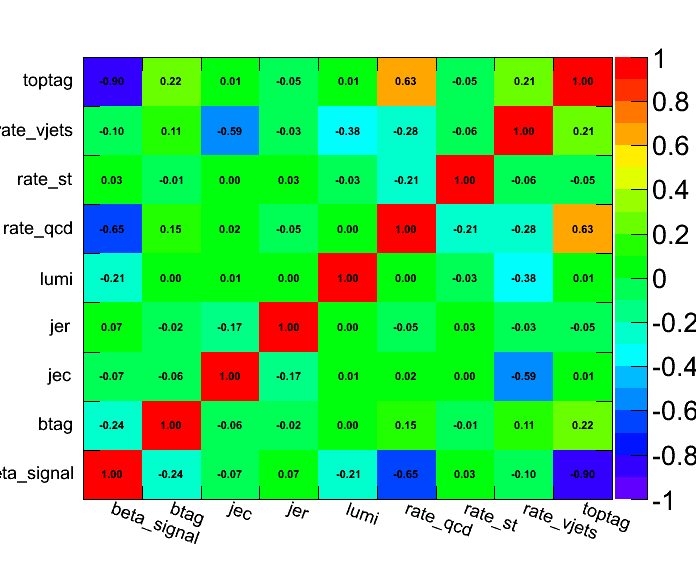 toptag -0.90 0.22 0.01 -0.05 0.01 0.63 -0.05 0.21 1.00
rate_vjets -0.10 0.11 -0.59 -0.03 -0.38 -0.28 -0.06 1.00 0.21
rate_st 0.03 -0.01 0.00 0.03 -0.03 -0.21 1.00 -0.06 -0.05
rate_qcd -0.65 0.15 0.02 -0.05 0.00 1.00 -0.21 -0.28 0.63
lumi -0.21 0.00 0.01 0.00 1.00 0.00 -0.03 -0.38 0.01
jer 0.07 -0.02 -0.17 1.00 0.00 -0.05 0.03 -0.03 -0.05
jec -0.07 -0.06 1.00 -0.17 0.01 0.02 0.00 -0.59 0.01
btag -0.24 1.00 -0.06 -0.02 0.00 0.15 -0.01 0.11 0.22
eta_signal 1.00 -0.24 -0.07 0.07 -0.21 -0.65 0.03 -0.10 -0.90
beta_signal btag jec jer lumi rate_qcd rate_st rate_vjets toptag
1
0.8
0.6
0.4
0.2
0
-0.2
-0.4
-0.6
-0.8
-1